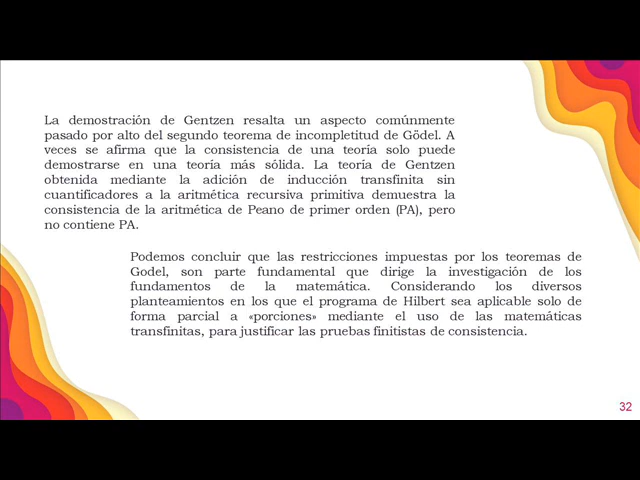 La demostración de Gentzen resalta un aspecto comúnmente
pasado por alto del segundo teorema de incompletitud de Gödel. A
veces se afirma que la consistencia de una teoría solo puede
demostrarse en una teoría más sólida. La teoría de Gentzen
obtenida mediante la adición de inducción transfinita sin
cuantificadores a la aritmética recursiva primitiva demuestra la
consistencia de la aritmética de Peano de primer orden (PA), pero
no contiene PA.
Podemos concluir que las restricciones impuestas por los teoremas de
Godel, son parte fundamental que dirige la investigación de los
fundamentos de la matemática. Considerando los diversos
planteamientos en los que el programa de Hilbert sea aplicable solo de
forma parcial a «porciones» mediante el uso de las matemáticas
transfinitas, para justificar las pruebas finitistas de consistencia.
32